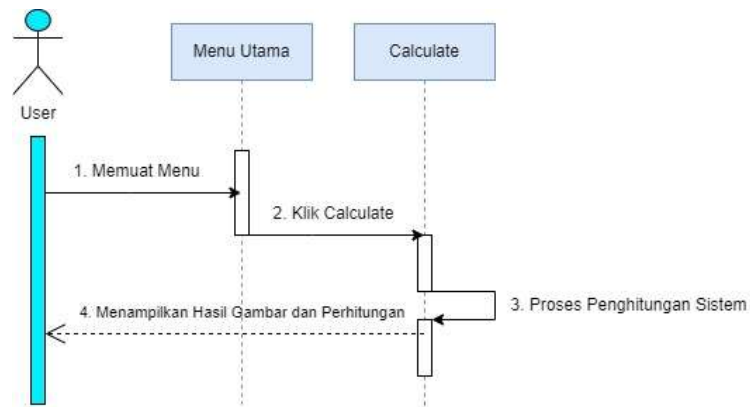 Menu Utama
Calculate
User
1. Memuat Menu
2. Klik Calculate
3. Proses Penghitungan Sistem
4. Menampilkan Hasil Gambar dan Perhitungan